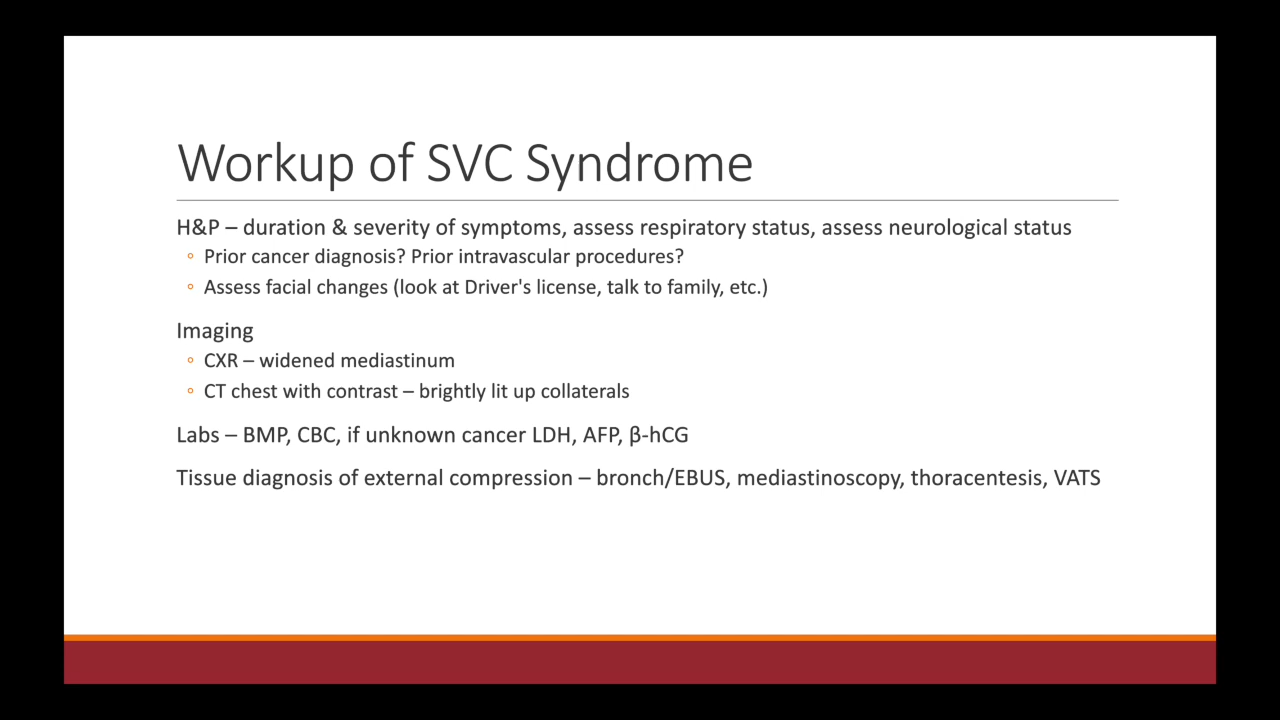 Workup of SVC Syndrome
H&P – duration & severity of symptoms, assess respiratory status, assess neurological status
◦ Prior cancer diagnosis? Prior intravascular procedures?
◦ Assess facial changes (look at Driver's license, talk to family, etc.)
Imaging
◦ CXR – widened mediastinum
◦ CT chest with contrast – brightly lit up collaterals
Labs – BMP, CBC, if unknown cancer LDH, AFP, β-hCG
Tissue diagnosis of external compression – bronch/EBUS, mediastinoscopy, thoracentesis, VATS